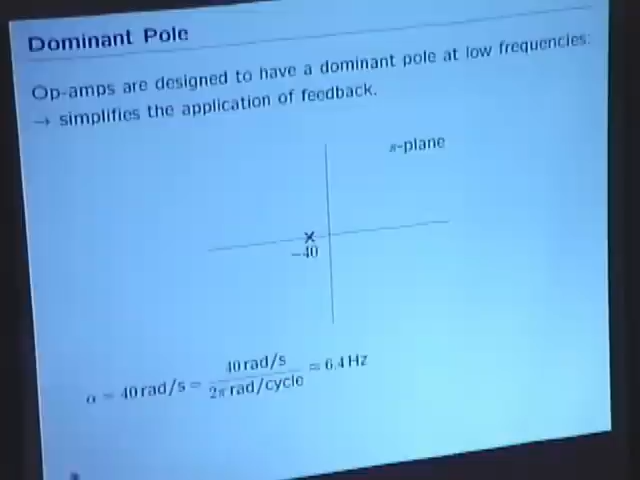 Dominant Pole
Op-amps are designed to have a dominant pole at low frequencies:
→ simplifies the application of feedback.
s-plane
−40
α = 40 rad/s = 40 rad/s / 2π rad/cycle = 6.4 Hz